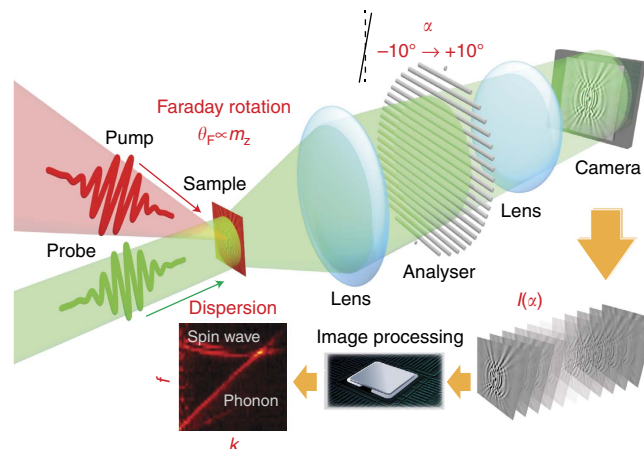 α
−10° → +10°
Faraday rotation
θF∝mz
Pump
Sample
Camera
Lens
Probe
Analyser
Lens
Dispersion
I(α)
Image processing
Spin wave
f
Phonon
k